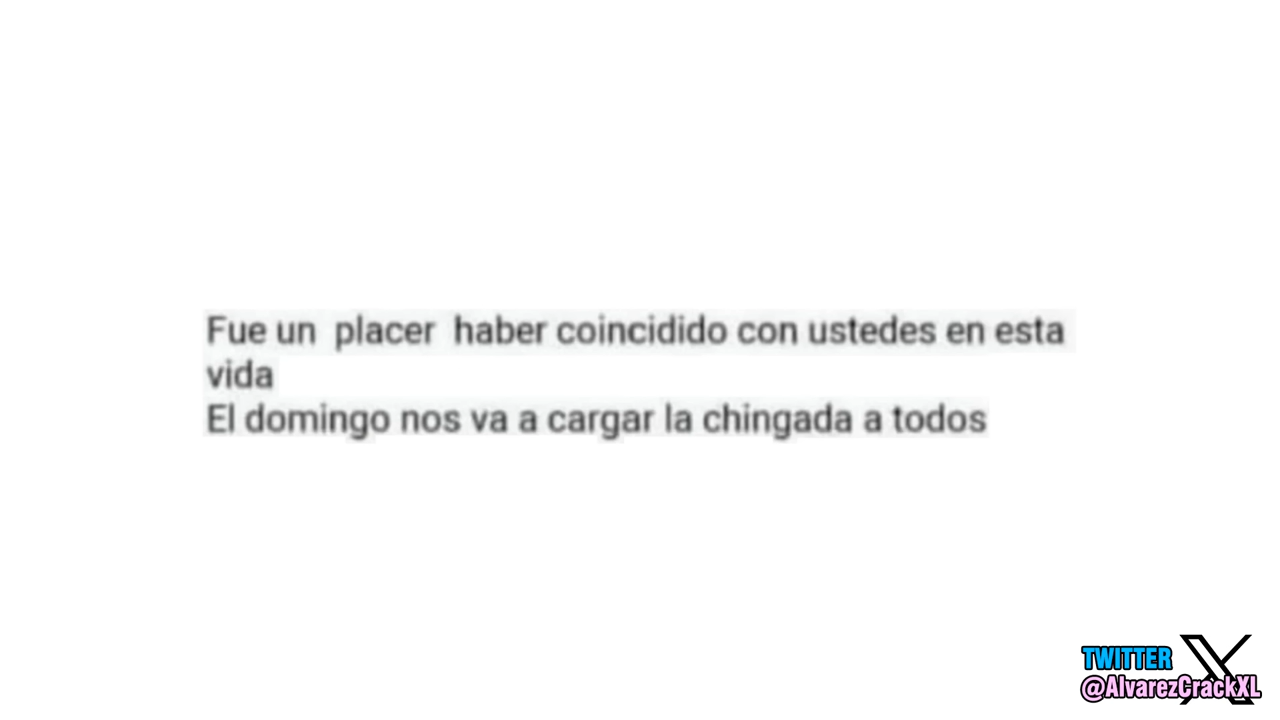 Fue un placer haber coincidido con ustedes en esta
vida
El domingo nos va a cargar la chingada a todos
TWITTER
@AlvarezCrackXL